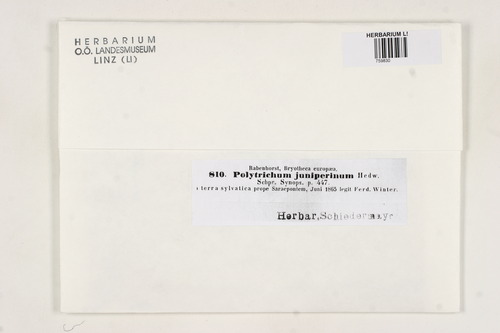 HERBARIUM
O.Ö. LANDESMUSEUM
LINZ (LI)
HERBARIUM LI
759830
Rabenhorst, Bryotheca europaea.
810. Polytrichum juniperinum Hedw.
Schpr. Synops. p. 447.
terra sylvatica prope Saraepontem, Juni 1865 legit Ferd. Winter.
Herbar. Schiedermayr